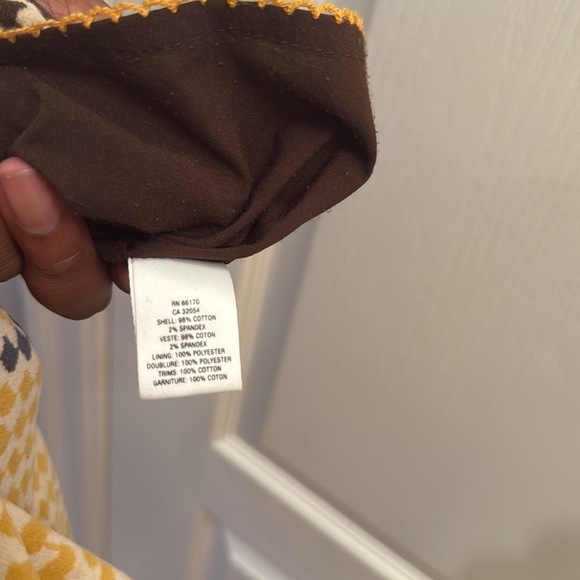 RN 66170
CA 32054
SHELL: 98% COTTON
2% SPANDEX
VESTE: 98% COTON
2% SPANDEX
LINING: 100% POLYESTER
DOUBLURE: 100% POLYESTER
TRIMS: 100% COTTON
GARNITURE: 100% COTON